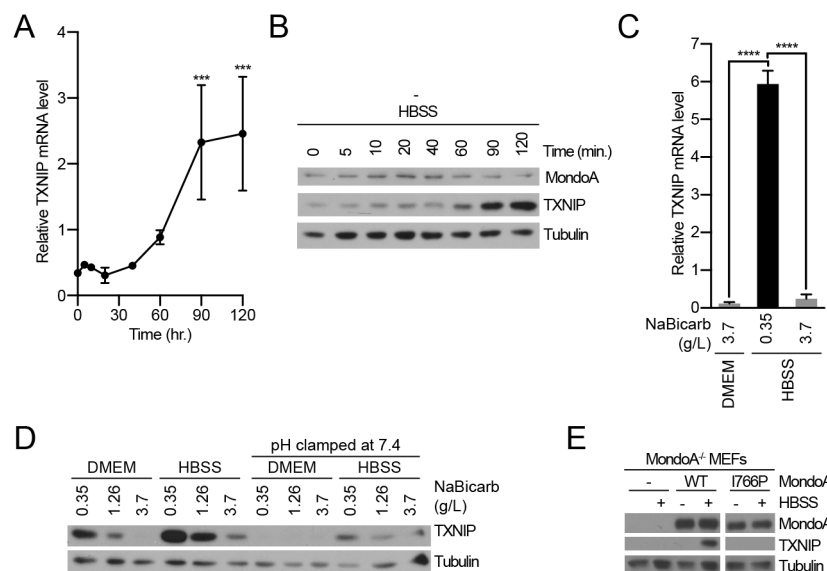 A
Relative TXNIP mRNA level
4
3
2
1
0
*** ***
0 30 60 90 120
Time (hr.)
B
-
HBSS
0 5 10 20 40 60 90 120 Time (min.)
MondoA
TXNIP
Tubulin
C
Relative TXNIP mRNA level
7
6
5
4
3
2
1
0
**** ****
NaBicarb
(g/L)
3.7 0.35 3.7
DMEM HBSS
D
pH clamped at 7.4
DMEM HBSS DMEM HBSS
0.35 1.26 3.7 0.35 1.26 3.7 0.35 1.26 3.7 0.35 1.26 3.7 NaBicarb
(g/L)
TXNIP
Tubulin
E
MondoA-/- MEFs
- WT I766P MondoA
- + - + - + HBSS
MondoA
TXNIP
Tubulin